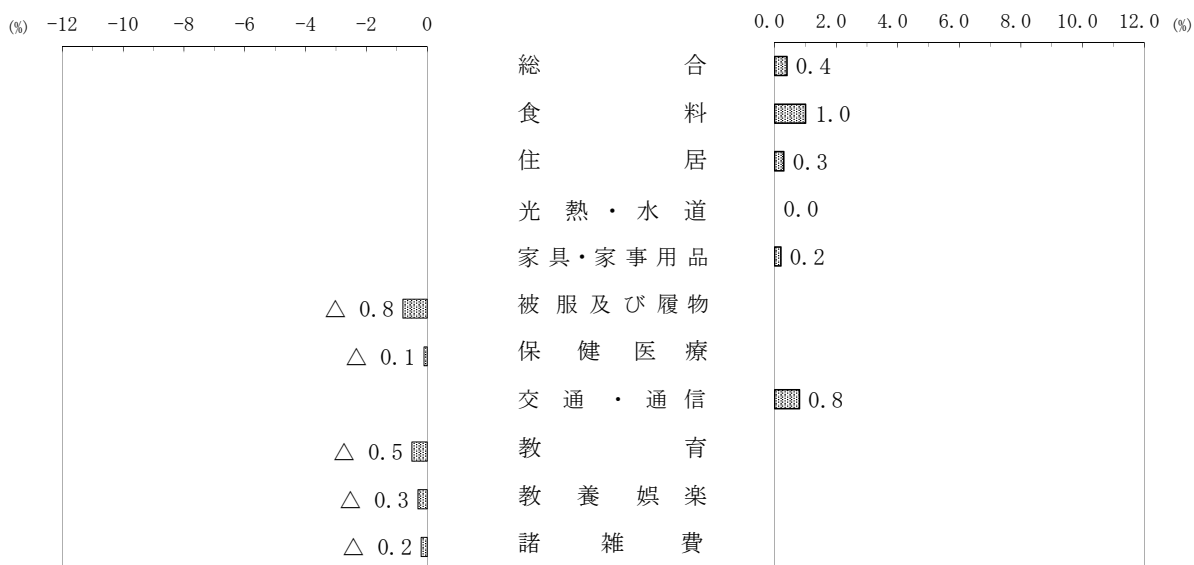 (%) -12 -10 -8 -6 -4 -2 0 0.0 2.0 4.0 6.0 8.0 10.0 12.0 (%)
総合 0.4
食料 1.0
住居 0.3
光熱・水道 0.0
家具・家事用品 0.2
△ 0.8 被服及び履物
△ 0.1 保健医療
交通・通信 0.8
△ 0.5 教育
△ 0.3 教養娯楽
△ 0.2 諸雑費